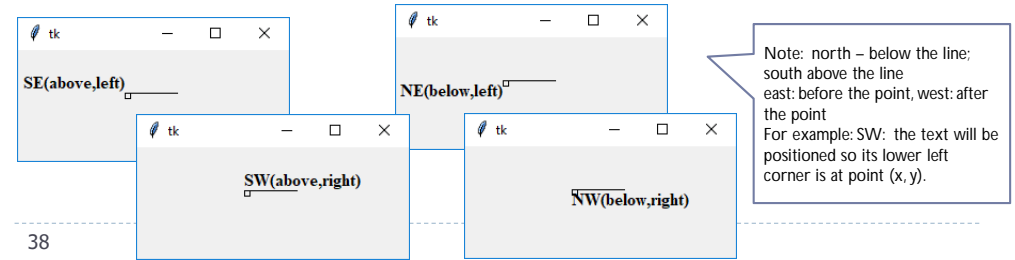 tk
SE(above,left)
tk
NE(below,left)
tk
SW(above,right)
tk
NW(below,right)
Note: north – below the line;
south above the line
east: before the point, west: after
the point
For example: SW: the text will be
positioned so its lower left
corner is at point (x, y).
38